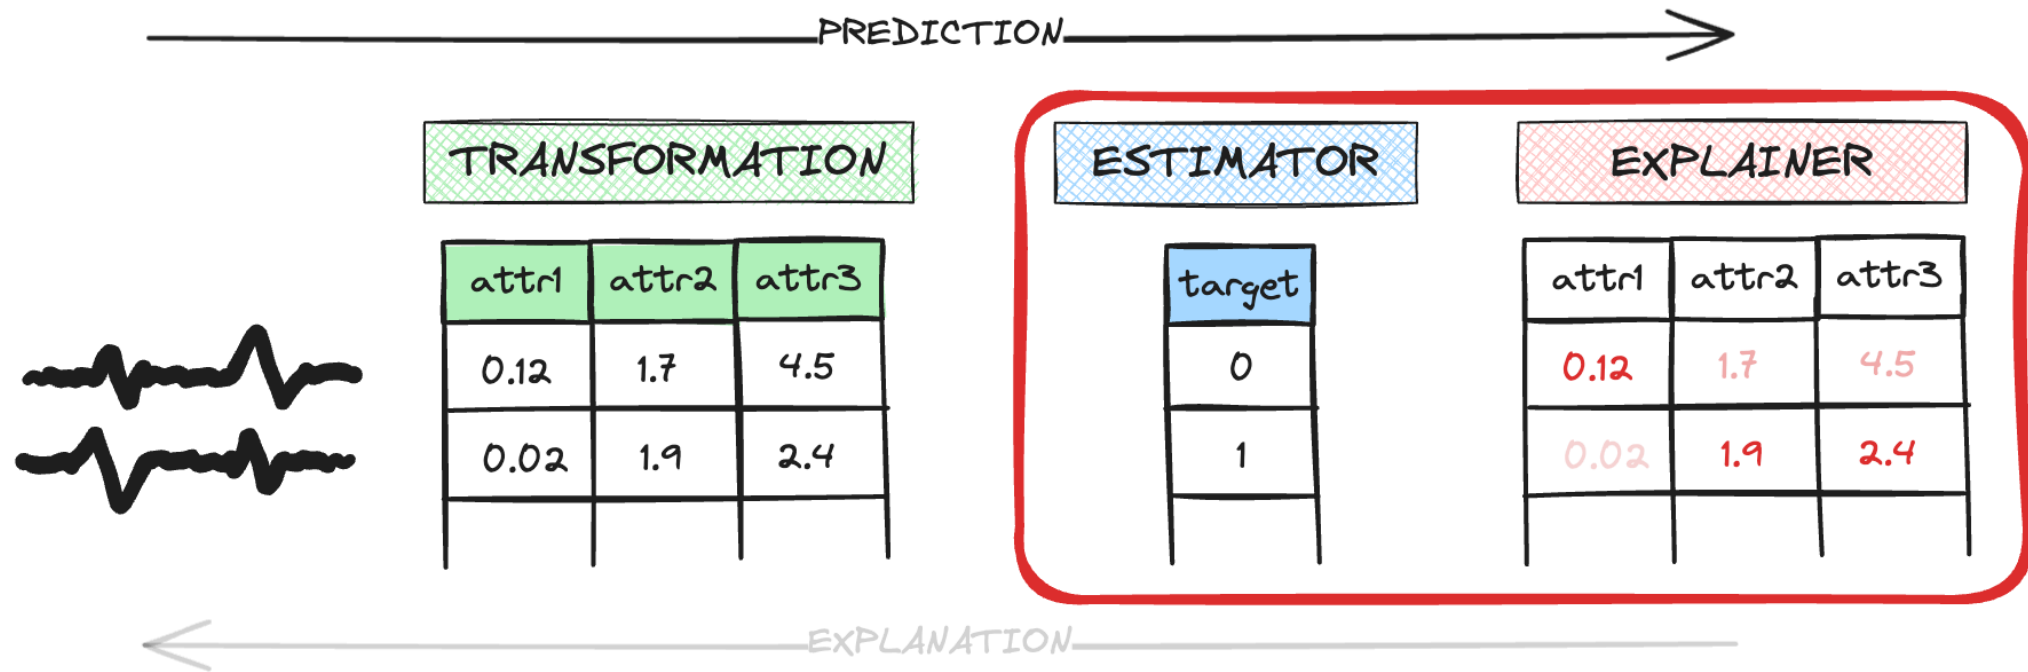 PREDICTION
TRANSFORMATION
ESTIMATOR
EXPLAINER
attr1 attr2 attr3
0.12 1.7 4.5
0.02 1.9 2.4
target
0
1
attr1 attr2 attr3
0.12 1.7 4.5
0.02 1.9 2.4
EXPLANATION